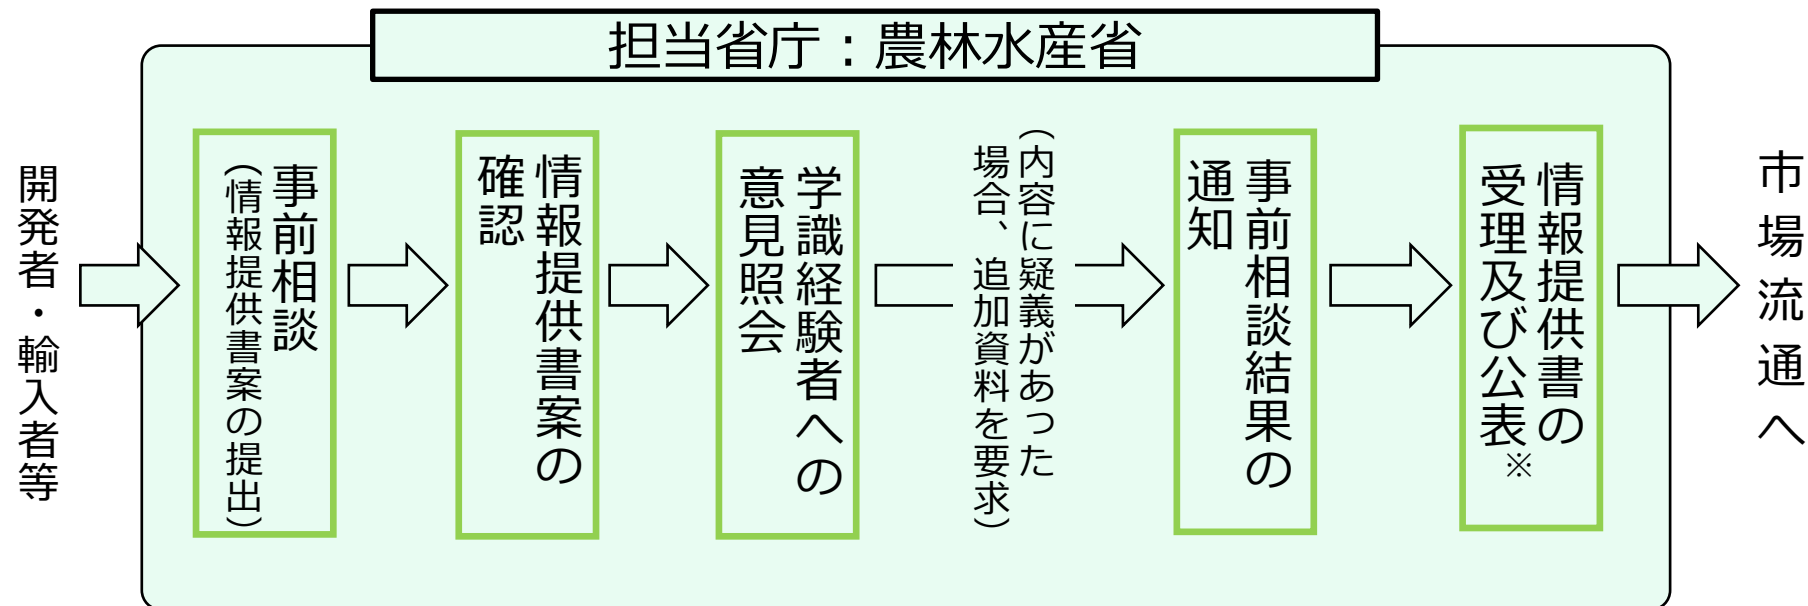 担当省庁：農林水産省
開発者・輸入者等
事前相談
（情報提供書案の提出）
情報提供書案の
確認
学識経験者への
意見照会
（内容に疑義があった
場合、追加資料を要求）
事前相談結果の
通知
情報提供書の
受理及び公表※
市場流通へ